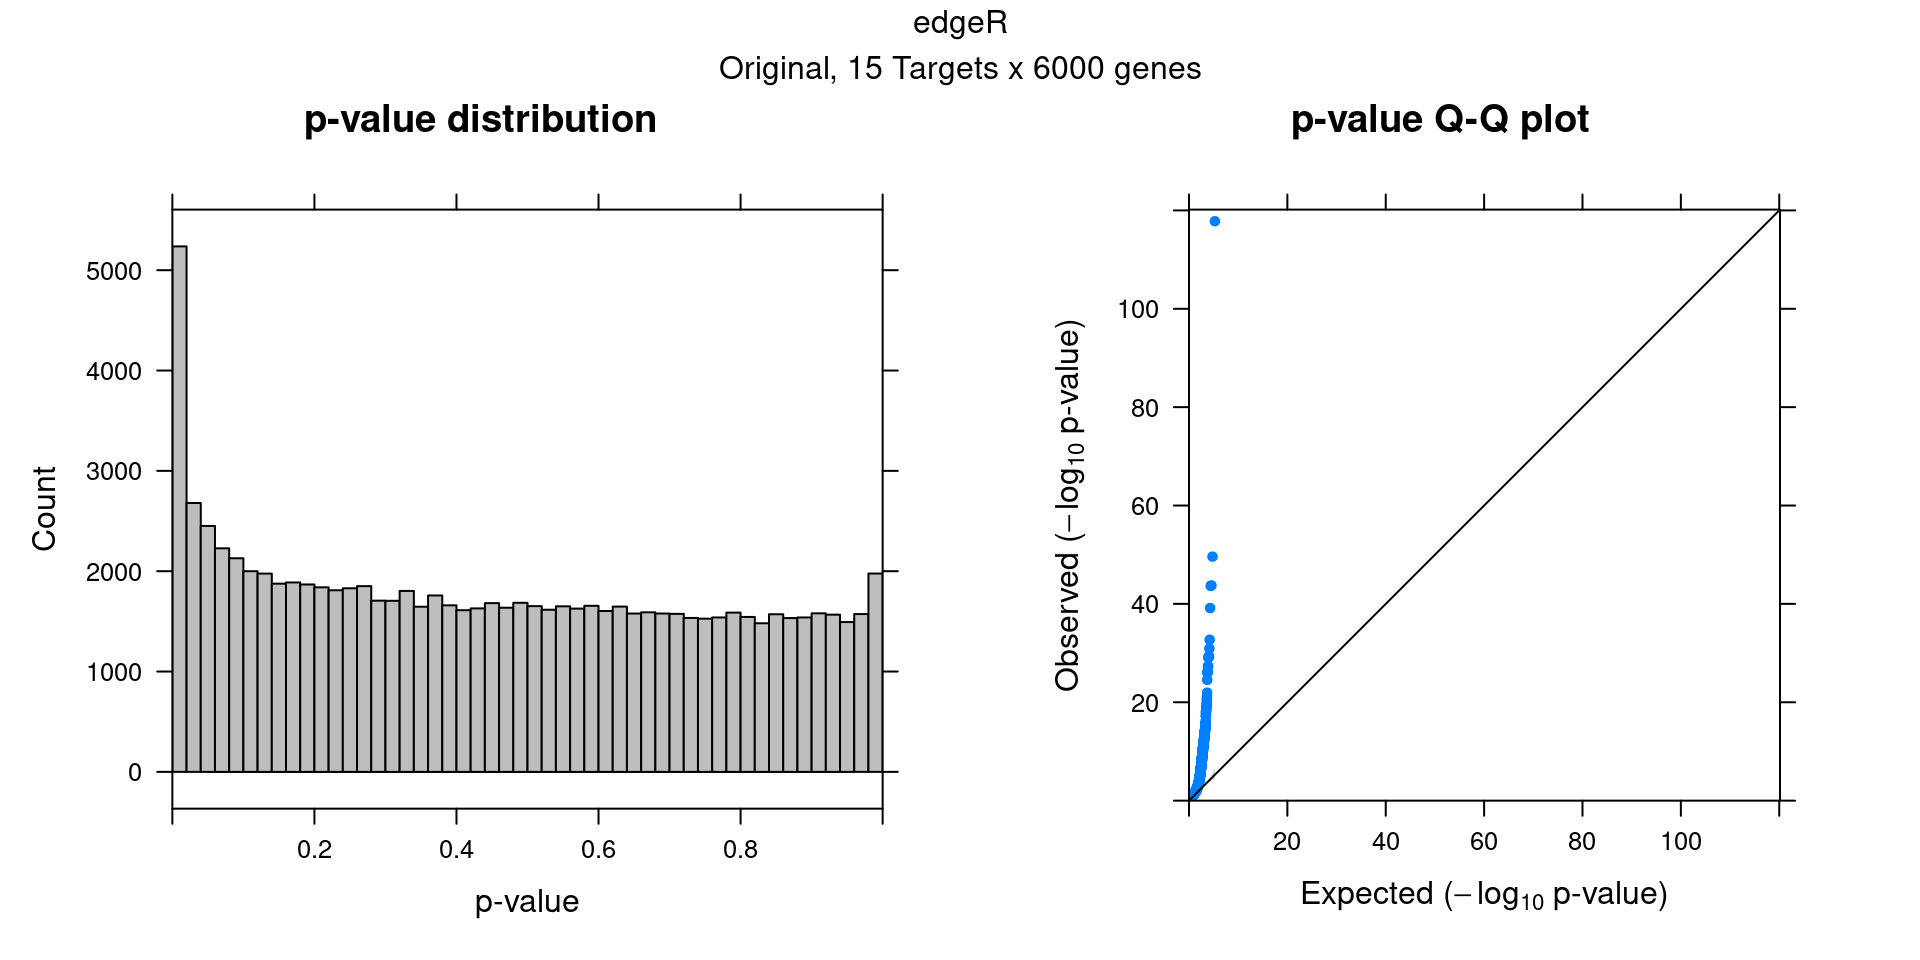 edgeR
Original, 15 Targets x 6000 genes
p-value distribution
5000
4000
3000
2000
1000
0
Count
0.2 0.4 0.6 0.8
p-value
p-value Q-Q plot
100
80
60
40
20
Observed (−log10 p-value)
20 40 60 80 100
Expected (−log10 p-value)